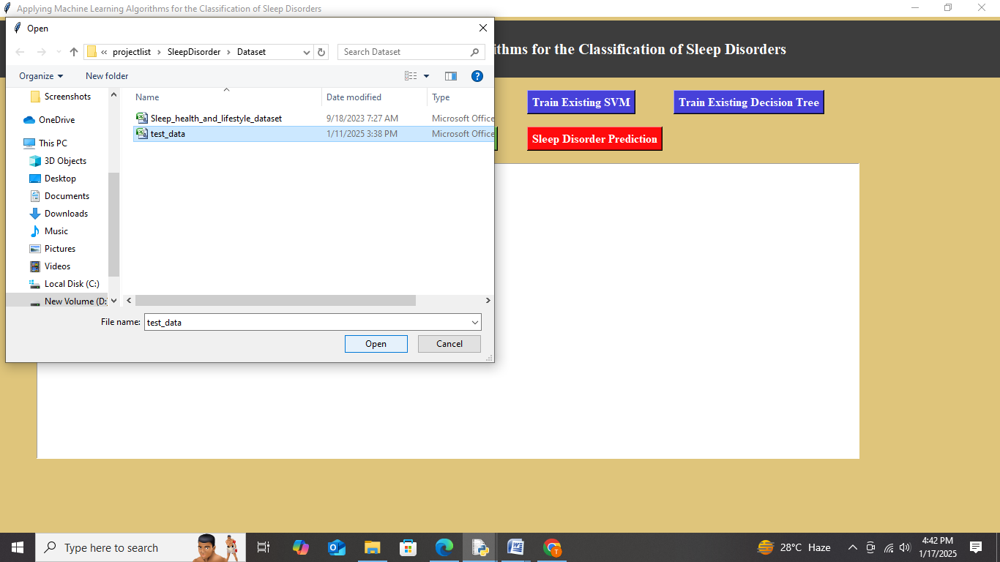 Applying Machine Learning Algorithms for the Classification of Sleep Disorders
Open
projectlist > SleepDisorder > Dataset
Search Dataset
Organize
New folder
Name Date modified Type
Sleep_health_and_lifestyle_dataset 9/18/2023 7:27 AM Microsoft Office
test_data 1/11/2025 3:38 PM Microsoft Office
Screenshots
OneDrive
This PC
3D Objects
Desktop
Documents
Downloads
Music
Pictures
Videos
Local Disk (C:)
New Volume (D:
File name: test_data
Open Cancel
ithms for the Classification of Sleep Disorders
Train Existing SVM
Train Existing Decision Tree
Sleep Disorder Prediction
Type here to search
28°C Haze
4:42 PM
1/17/2025